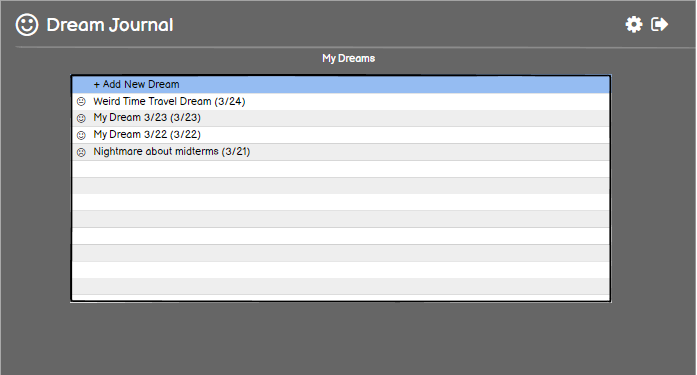 Dream Journal
My Dreams
+ Add New Dream
Weird Time Travel Dream (3/24)
My Dream 3/23 (3/23)
My Dream 3/22 (3/22)
Nightmare about midterms (3/21)